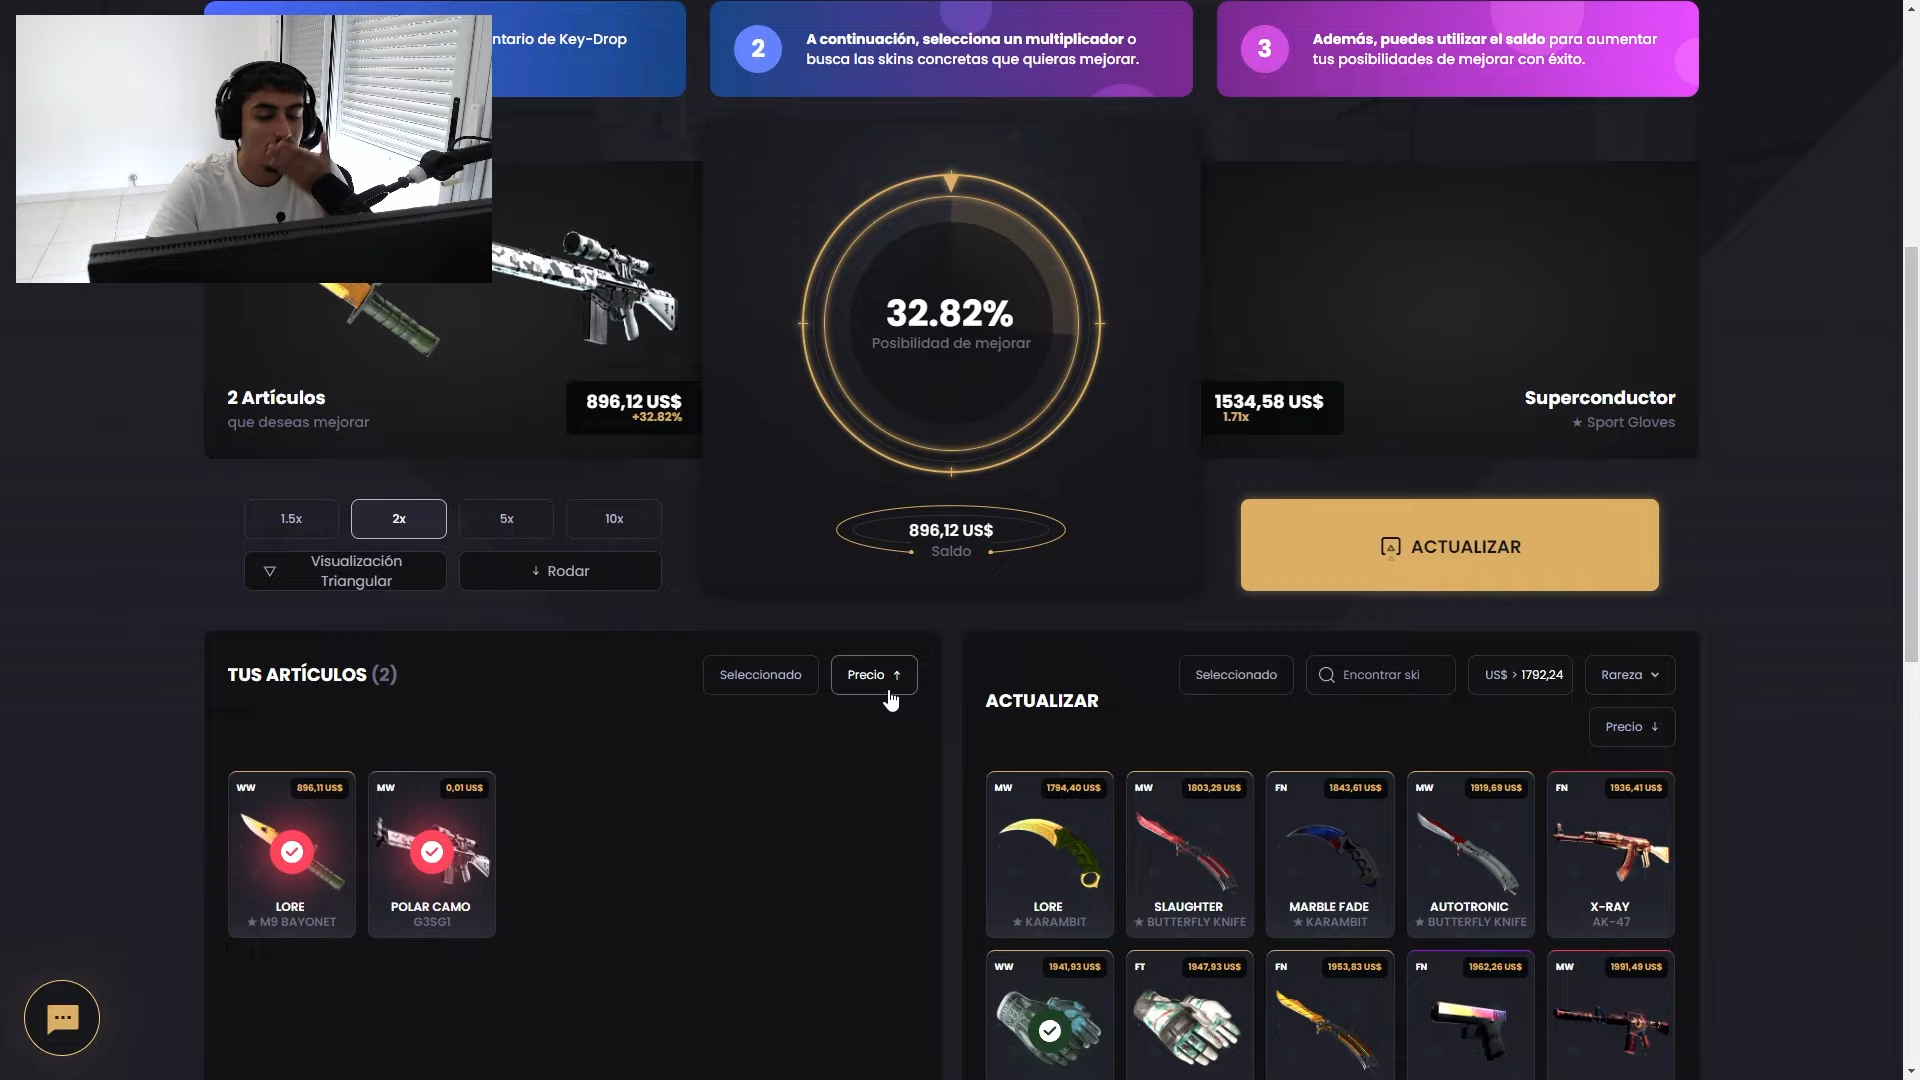 ntario de Key-Drop
2
A continuación, selecciona un multiplicador o
busca las skins concretas que quieras mejorar.
3
Además, puedes utilizar el saldo para aumentar
tus posibilidades de mejorar con éxito.
32.82%
Posibilidad de mejorar
2 Artículos
que deseas mejorar
896,12 US$
+32.82%
1534,58 US$
1.71x
Superconductor
★ Sport Gloves
1.5x
2x
5x
10x
Visualización
Triangular
↓ Rodar
896,12 US$
Saldo
ACTUALIZAR
TUS ARTÍCULOS (2)
Seleccionado
Precio ↑
ACTUALIZAR
Seleccionado
Encontrar ski
US$ > 1792,24
Rareza
Precio ↓
WW
896,11 US$
LORE
★ M9 BAYONET
MW
0,01 US$
POLAR CAMO
G3SG1
MW
1794,40 US$
LORE
★ KARAMBIT
MW
1803,29 US$
SLAUGHTER
★ BUTTERFLY KNIFE
FN
1843,61 US$
MARBLE FADE
★ KARAMBIT
MW
1919,69 US$
AUTOTRONIC
★ BUTTERFLY KNIFE
FN
1936,41 US$
X-RAY
AK-47
WW
1941,93 US$
FT
1947,93 US$
FN
1953,83 US$
FN
1962,26 US$
MW
1991,49 US$